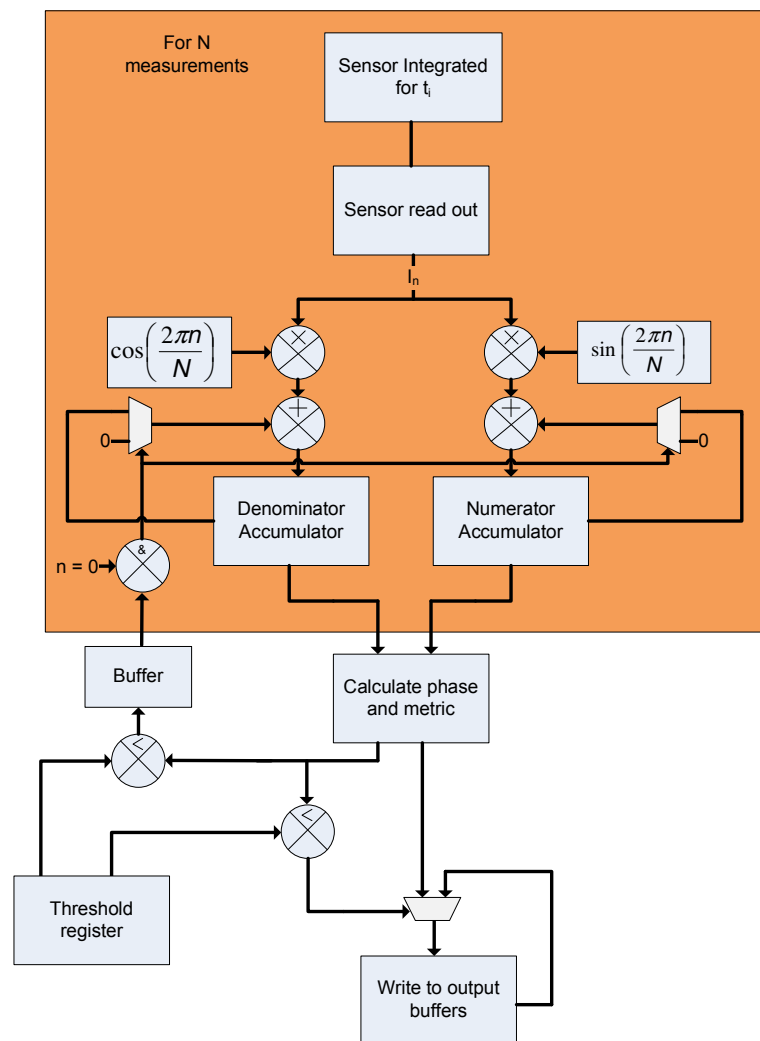 For N
measurements
Sensor Integrated
for tᵢ
Sensor read out
Iₙ
cos(2πn/N)
×
×
sin(2πn/N)
+
+
0
0
Denominator
Accumulator
Numerator
Accumulator
&
n = 0
Buffer
Calculate phase
and metric
<
<
Threshold
register
Write to output
buffers